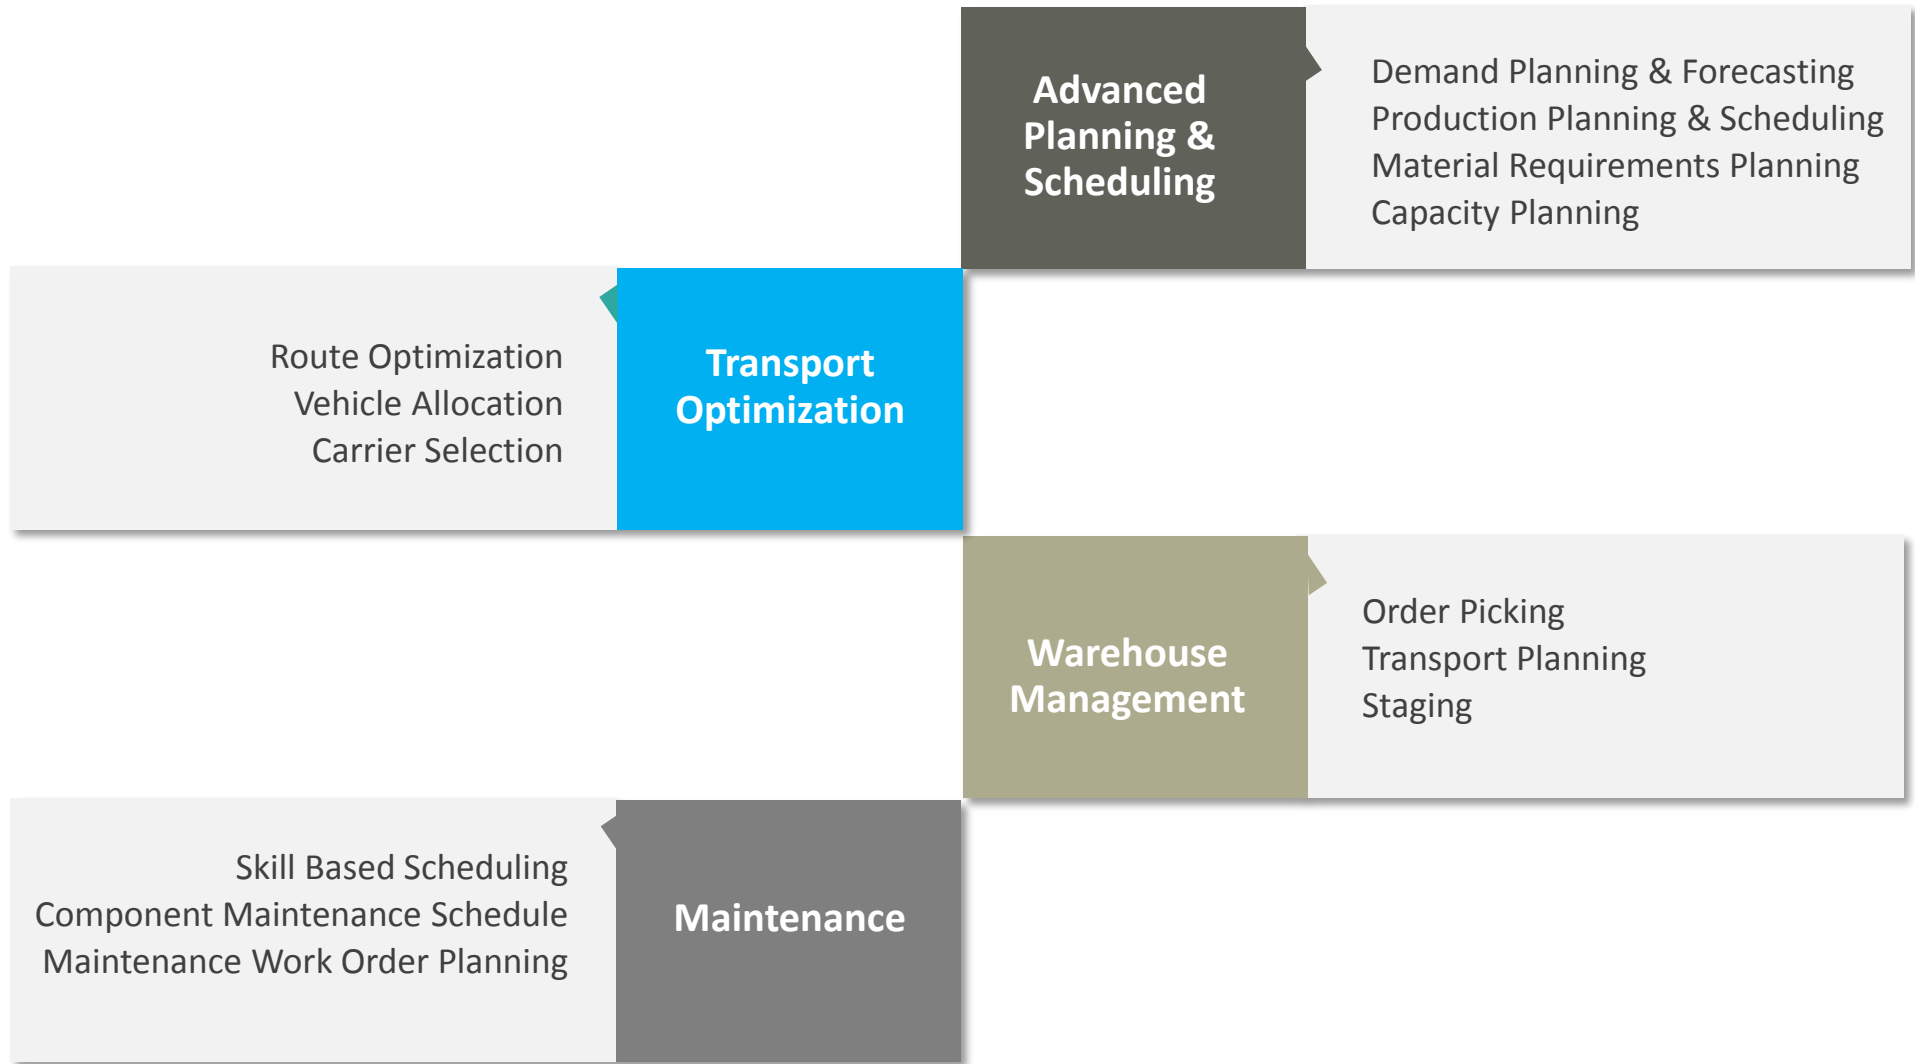 Advanced
Planning &
Scheduling
Demand Planning & Forecasting
Production Planning & Scheduling
Material Requirements Planning
Capacity Planning
Route Optimization
Vehicle Allocation
Carrier Selection
Transport
Optimization
Warehouse
Management
Order Picking
Transport Planning
Staging
Skill Based Scheduling
Component Maintenance Schedule
Maintenance Work Order Planning
Maintenance